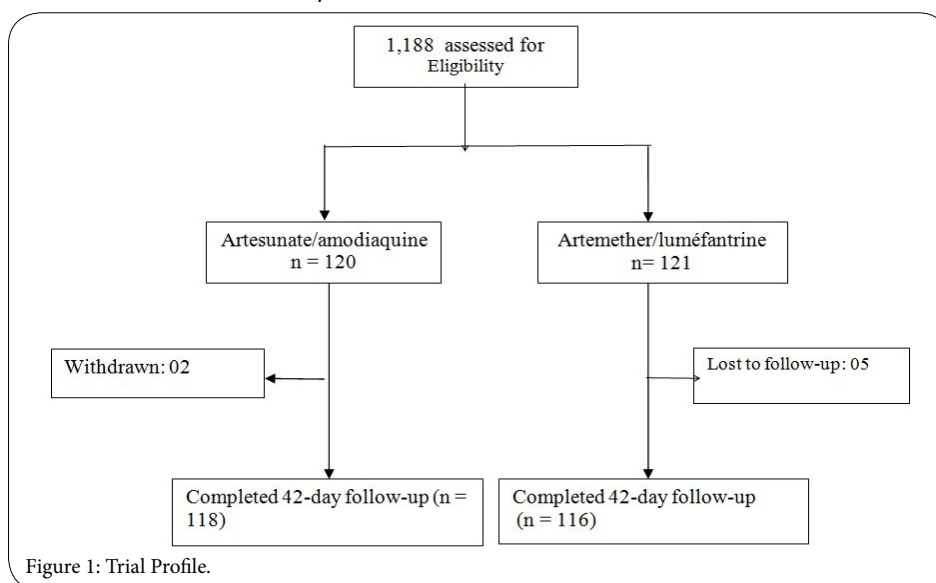 1,188 assessed for
Eligibility
Artesunate/amodiaquine
n = 120
Artemether/luméfantrine
n= 121
Withdrawn: 02
Lost to follow-up: 05
Completed 42-day follow-up (n =
118)
Completed 42-day follow-up
(n = 116)
Figure 1: Trial Profile.